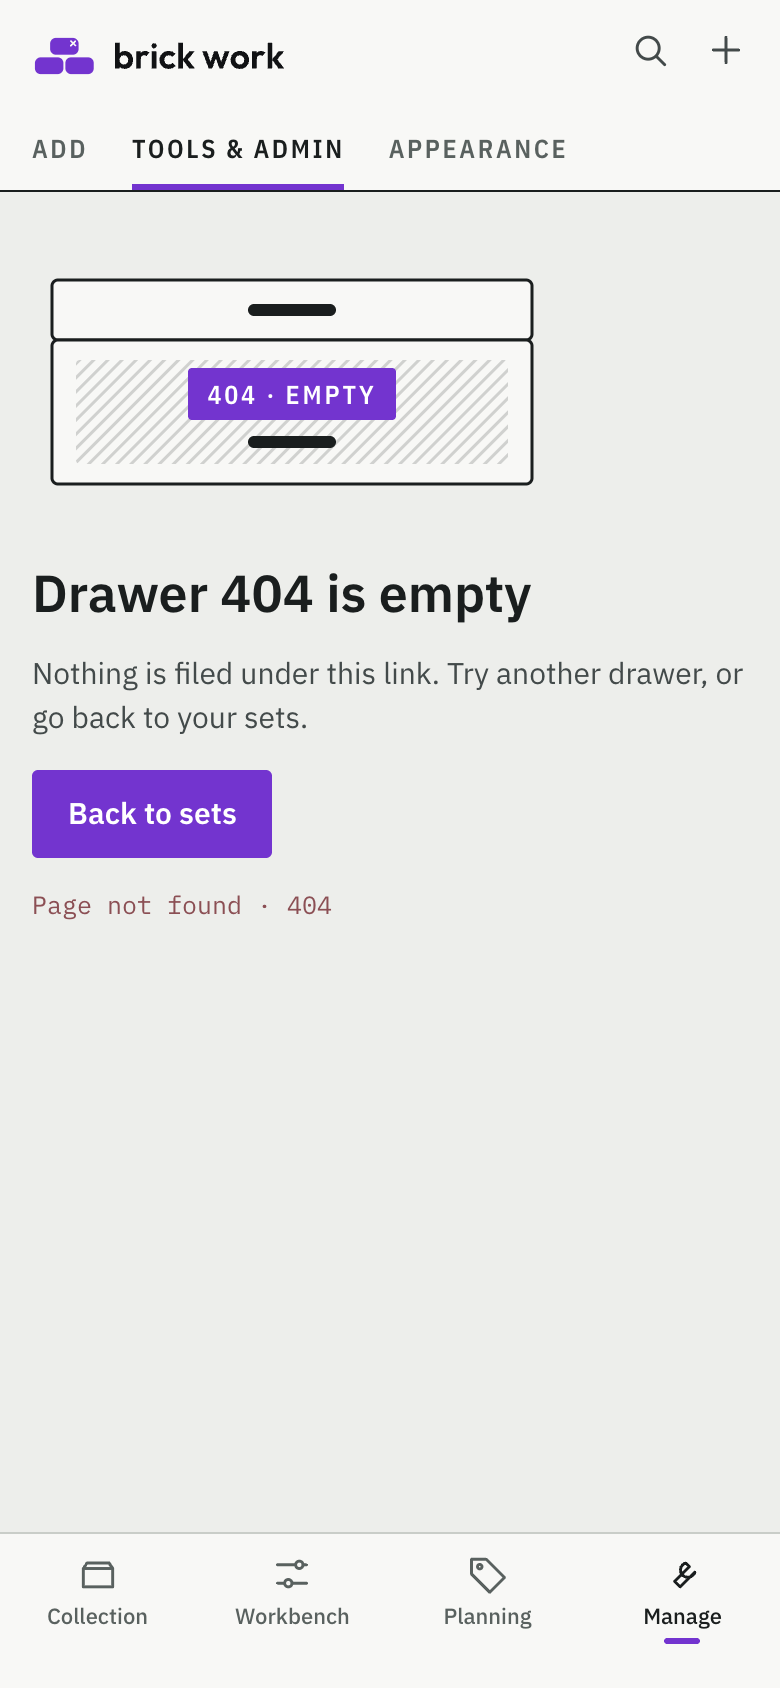 brick work
ADD TOOLS & ADMIN APPEARANCE
404 · EMPTY
Drawer 404 is empty
Nothing is filed under this link. Try another drawer, or
go back to your sets.
Back to sets
Page not found · 404
Collection Workbench Planning Manage